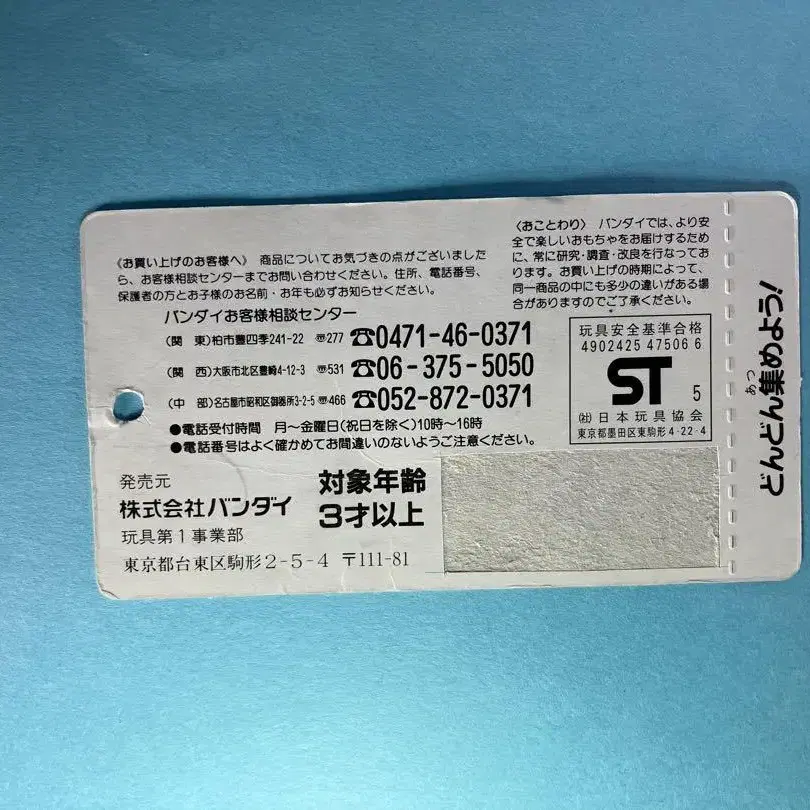 《お買い上げのお客様へ》 商品についてお気づきの点がございました
ら、お客様相談センターまでお問い合わせください。住所、電話番号、
保護者の方とお子様のお名前・お年も必ずお知らせください。
〈おことわり〉 バンダイでは、より安
全で楽しいおもちゃをお届けするため
に、常に研究・調査・改良を行なってお
ります。お買い上げの時期によって、
同一商品の中にも多少の違いがある場
合がありますのでご了承ください。
バンダイお客様相談センター
(関 東)柏市豊四季241-22 〠277 ☎0471-46-0371
(関 西)大阪市北区豊崎4-12-3 〠531 ☎06-375-5050
(中 部)名古屋市昭和区御器所3-2-5 〠466 ☎052-872-0371
●電話受付時間 月〜金曜日(祝日を除く)10時〜16時
●電話番号はよく確かめてお間違いのないようご注意ください。
玩具安全基準合格
4902425 47506 6
ST 5
(社)日本玩具協会
東京都墨田区東駒形4-22-4
発売元
株式会社バンダイ
玩具第1事業部
東京都台東区駒形2-5-4 〒111-81
対象年齢
3才以上
どんどん集めよう!
あつ